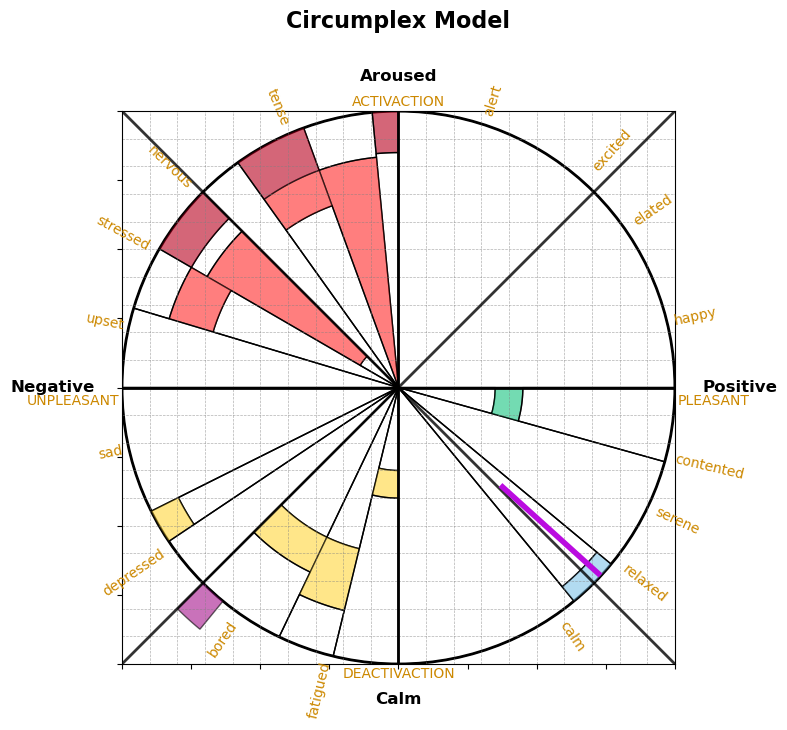 Circumplex Model
Aroused
ACTIVACTION
tense
alert
nervous
excited
stressed
elated
upset
happy
Negative
Positive
UNPLEASANT
PLEASANT
sad
contented
serene
depressed
relaxed
bored
calm
fatigued
DEACTIVACTION
Calm